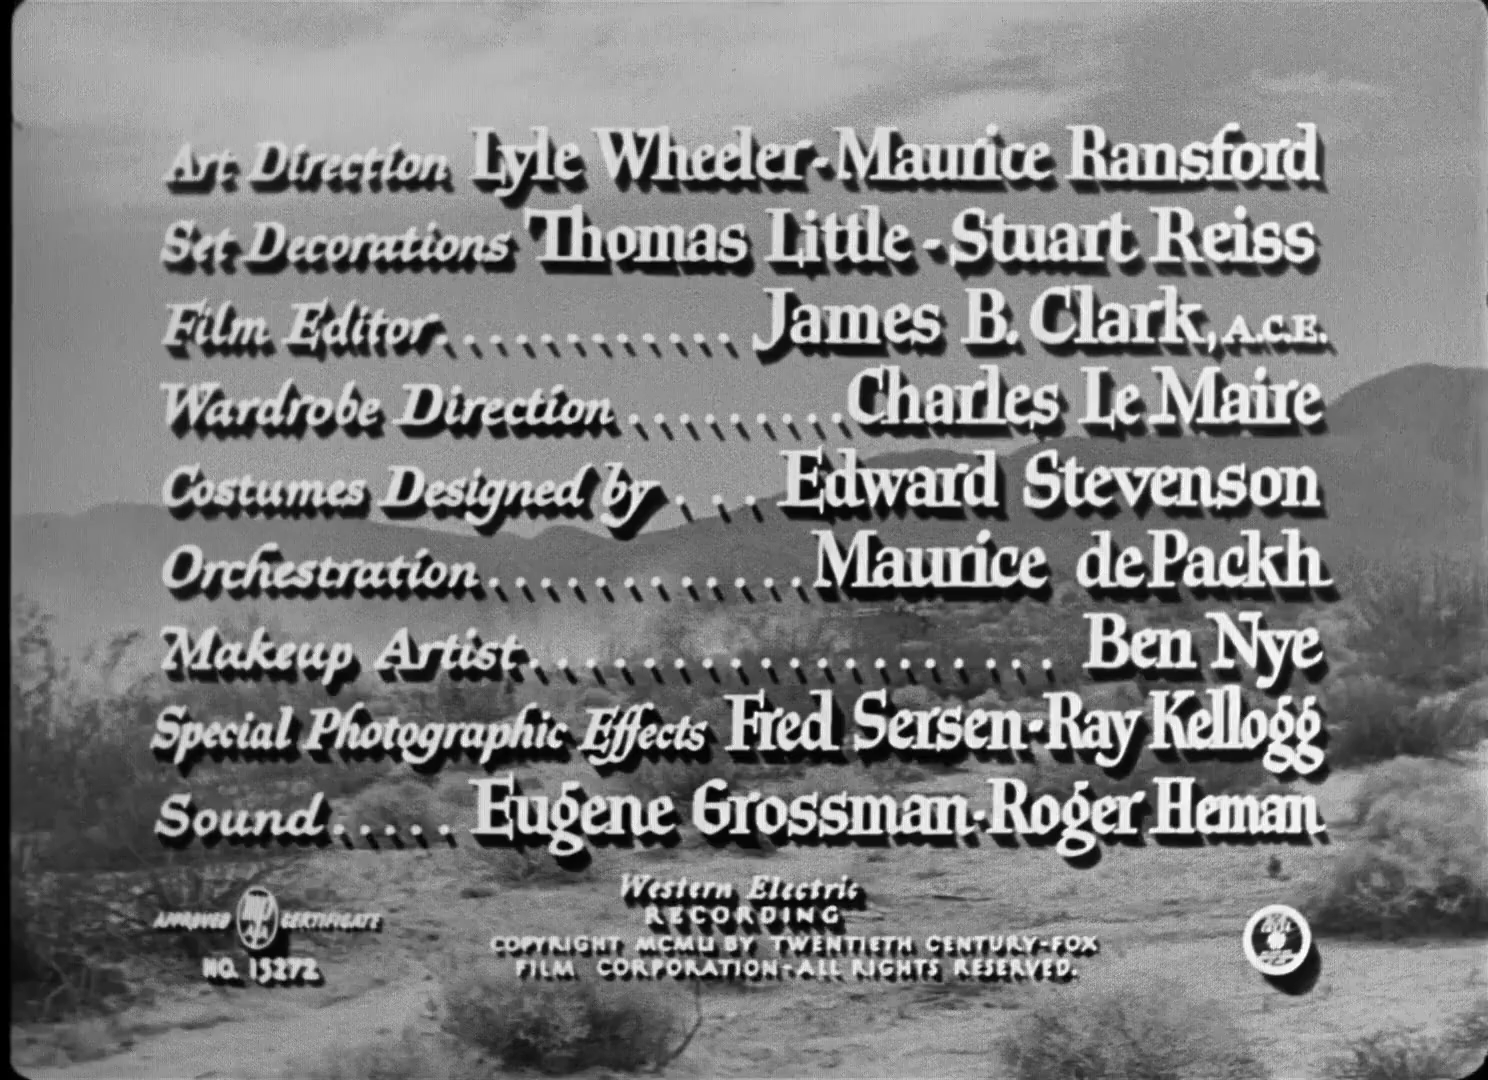 Art Direction Lyle Wheeler - Maurice Ransford
Set Decorations Thomas Little - Stuart Reiss
Film Editor............ James B. Clark, A.C.E.
Wardrobe Direction.........Charles Le Maire
Costumes Designed by... Edward Stevenson
Orchestration.............Maurice dePackh
Makeup Artist..................... Ben Nye
Special Photographic Effects Fred Sersen-Ray Kellogg
Sound..... Eugene Grossman-Roger Heman
Western Electric
RECORDING
APPROVED CERTIFICATE
NO. 15272
COPYRIGHT MCMLI BY TWENTIETH CENTURY-FOX
FILM CORPORATION-ALL RIGHTS RESERVED.